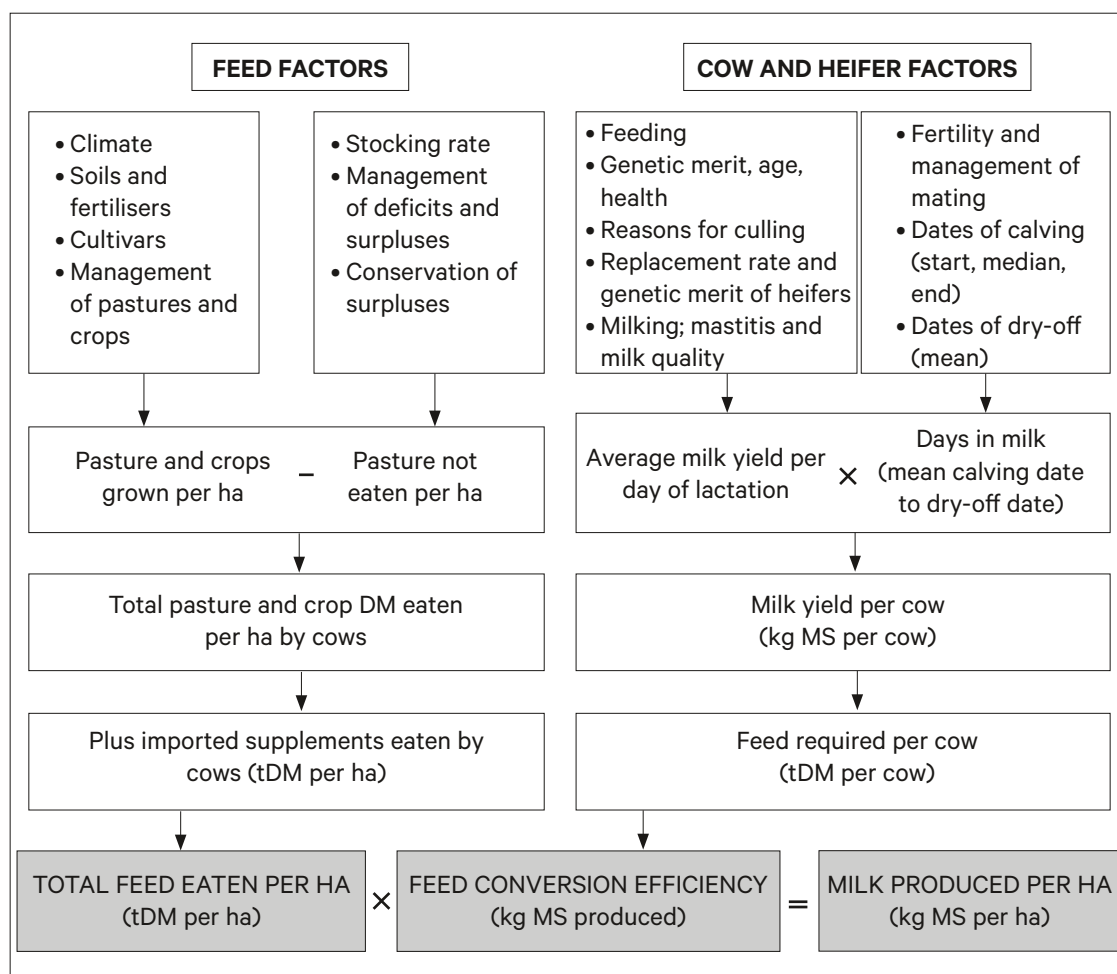 FEED FACTORS
COW AND HEIFER FACTORS
• Climate
• Soils and
fertilisers
• Cultivars
• Management
of pastures and
crops
• Stocking rate
• Management
of deficits and
surpluses
• Conservation of
surpluses
• Feeding
• Genetic merit, age,
health
• Reasons for culling
• Replacement rate and
genetic merit of heifers
• Milking; mastitis and
milk quality
• Fertility and
management of
mating
• Dates of calving
(start, median,
end)
• Dates of dry-off
(mean)
Pasture and crops
grown per ha
–
Pasture not
eaten per ha
Average milk yield per
day of lactation
×
Days in milk
(mean calving date
to dry-off date)
Total pasture and crop DM eaten
per ha by cows
Milk yield per cow
(kg MS per cow)
Plus imported supplements eaten by
cows (tDM per ha)
Feed required per cow
(tDM per cow)
TOTAL FEED EATEN PER HA
(tDM per ha)
×
FEED CONVERSION EFFICIENCY
(kg MS produced)
=
MILK PRODUCED PER HA
(kg MS per ha)